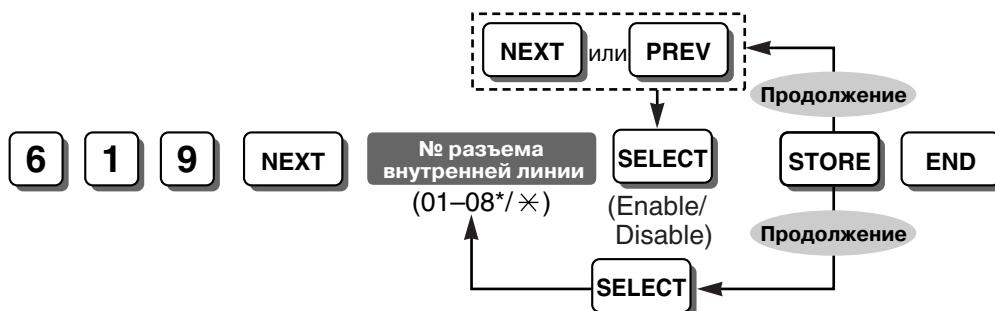 NEXT или PREV
Продолжение
6 1 9 NEXT
№ разъема
внутренней линии
(01–08*/✳)
SELECT
(Enable/
Disable)
STORE
END
Продолжение
SELECT